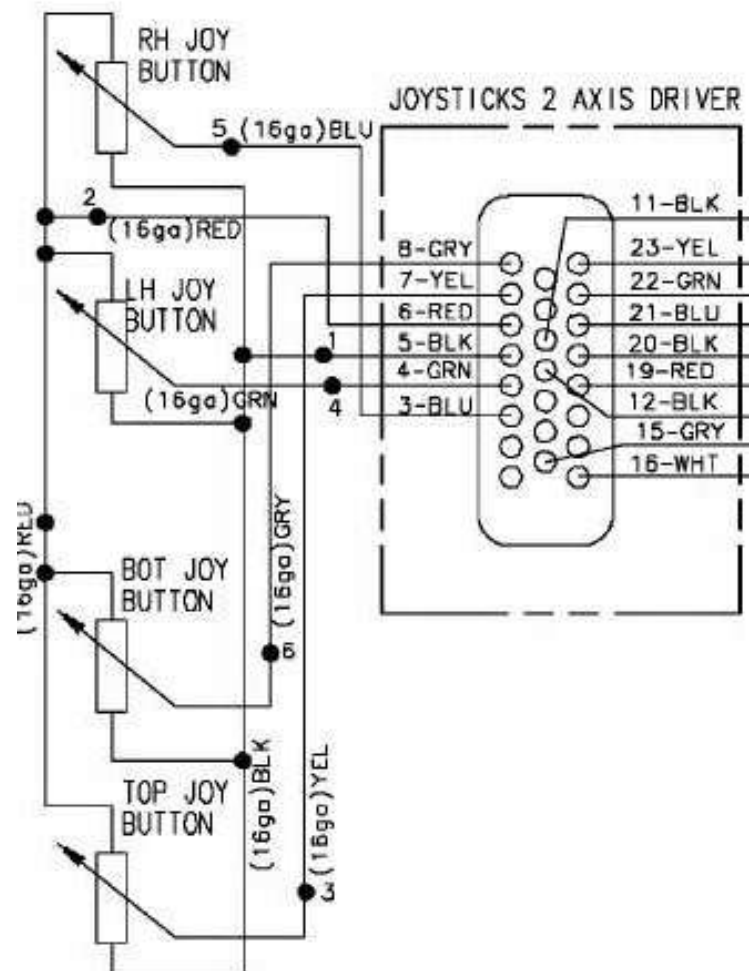 RH JOY
BUTTON
JOYSTICKS 2 AXIS DRIVER
5 (16ga)BLU
2
(16ga)RED
11-BLK
8-GRY
23-YEL
7-YEL
22-GRN
LH JOY
BUTTON
6-RED
21-BLU
1
5-BLK
20-BLK
4-GRN
19-RED
(16ga)GRN
4
3-BLU
12-BLK
15-GRY
16-WHT
(16ga)RED
(16ga)GRY
BOT JOY
BUTTON
6
(16ga)BLK
(16ga)YEL
TOP JOY
BUTTON
3